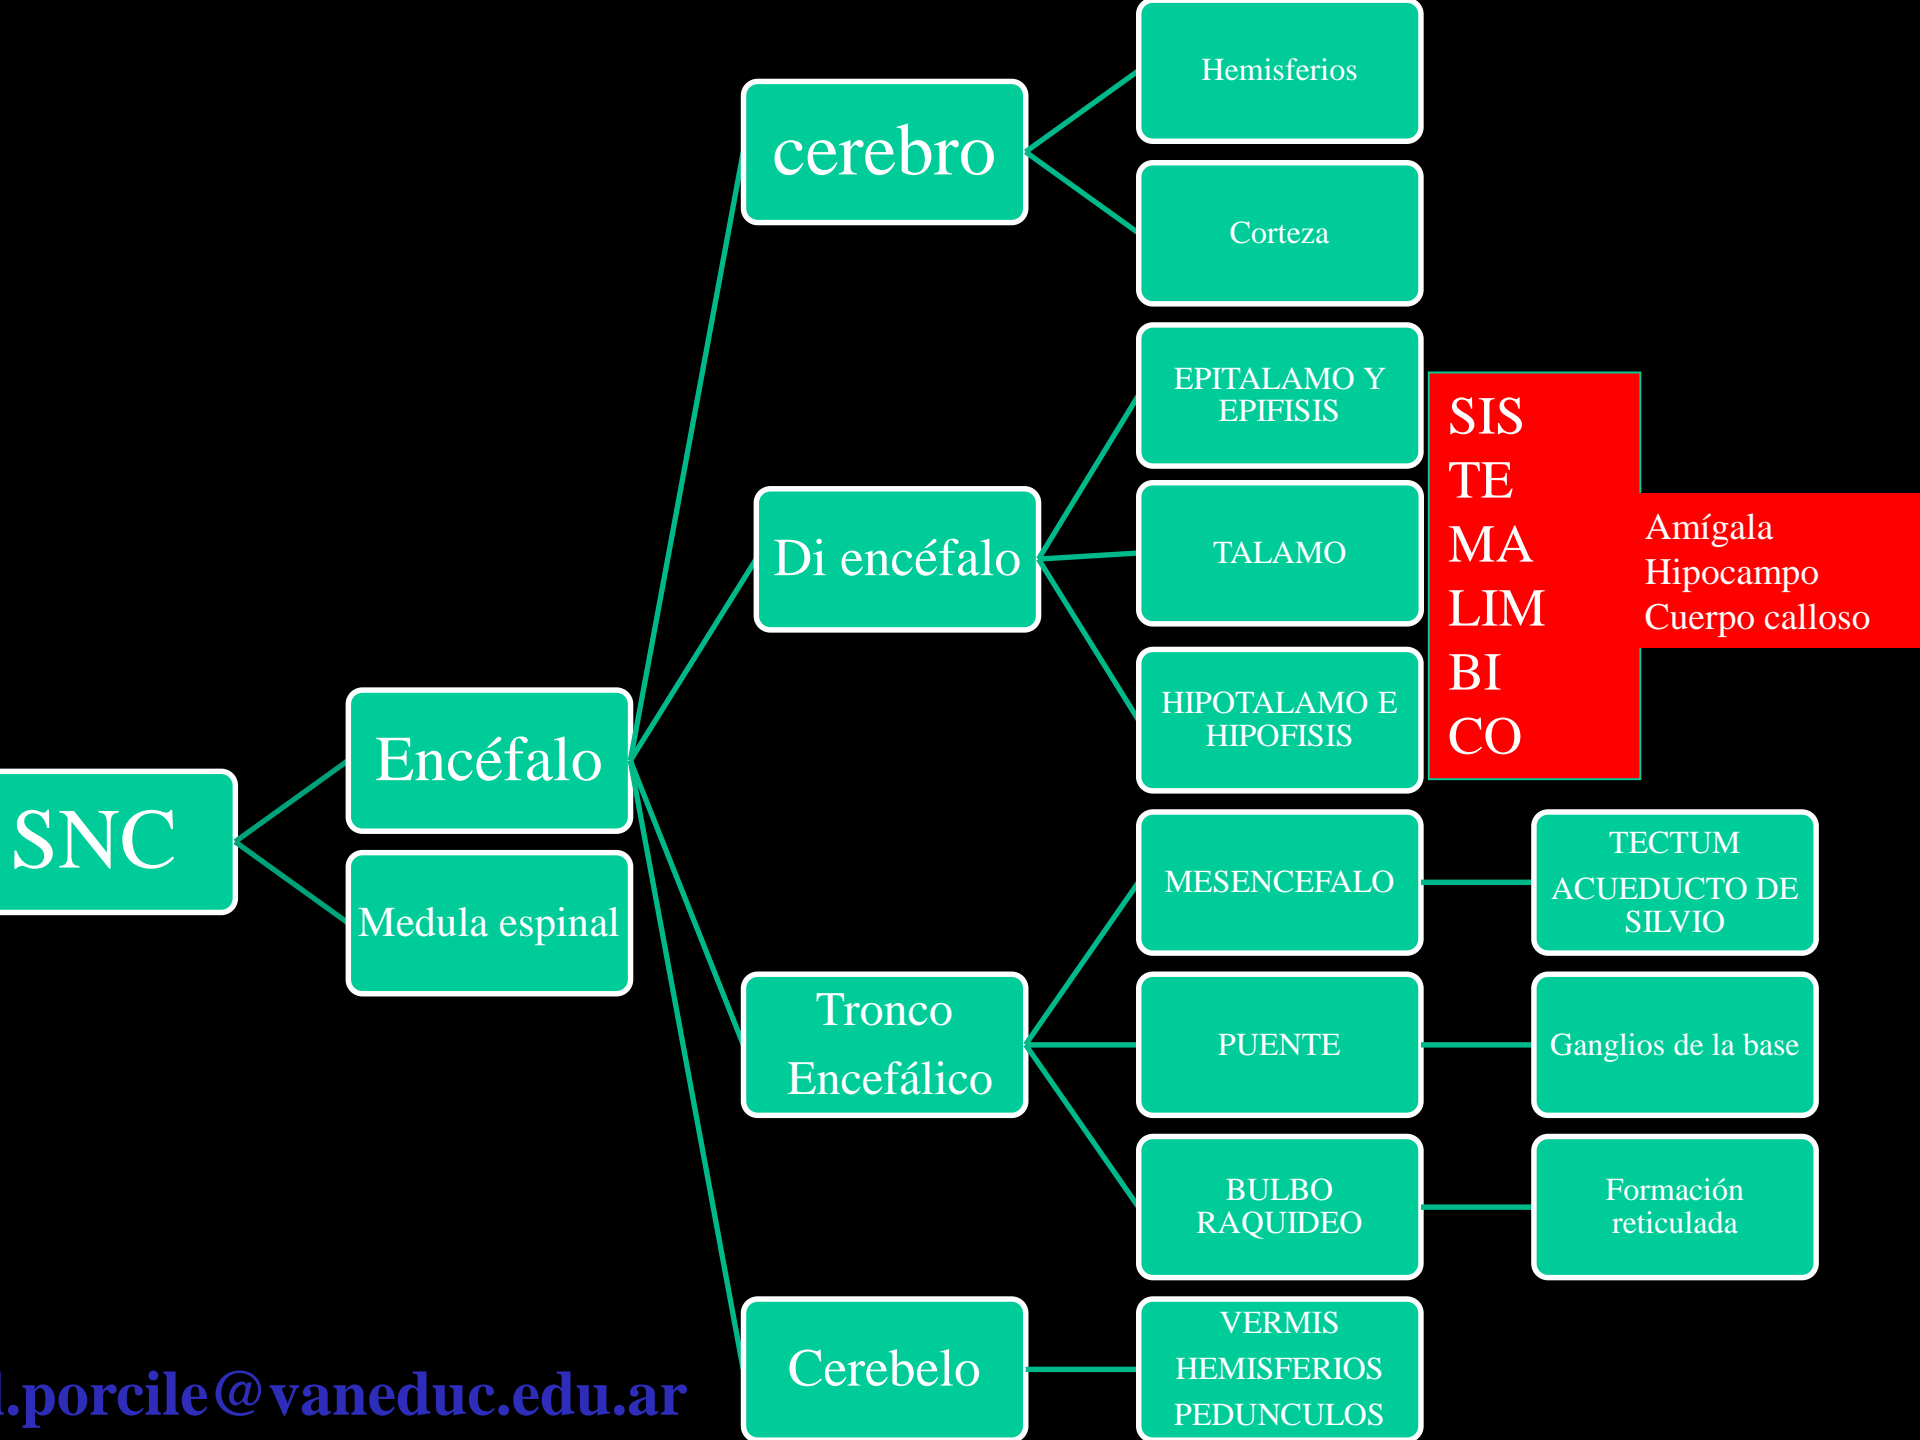 Hemisferios
cerebro
Corteza
EPITALAMO Y
EPIFISIS
SIS
TE
MA
LIM
BI
CO
Amígala
Hipocampo
Cuerpo calloso
Di encéfalo
TALAMO
HIPOTALAMO E
HIPOFISIS
Encéfalo
SNC
Medula espinal
MESENCEFALO
TECTUM
ACUEDUCTO DE
SILVIO
Tronco
Encefálico
PUENTE
Ganglios de la base
BULBO
RAQUIDEO
Formación
reticulada
Cerebelo
VERMIS
HEMISFERIOS
PEDUNCULOS
.porcile@vaneduc.edu.ar